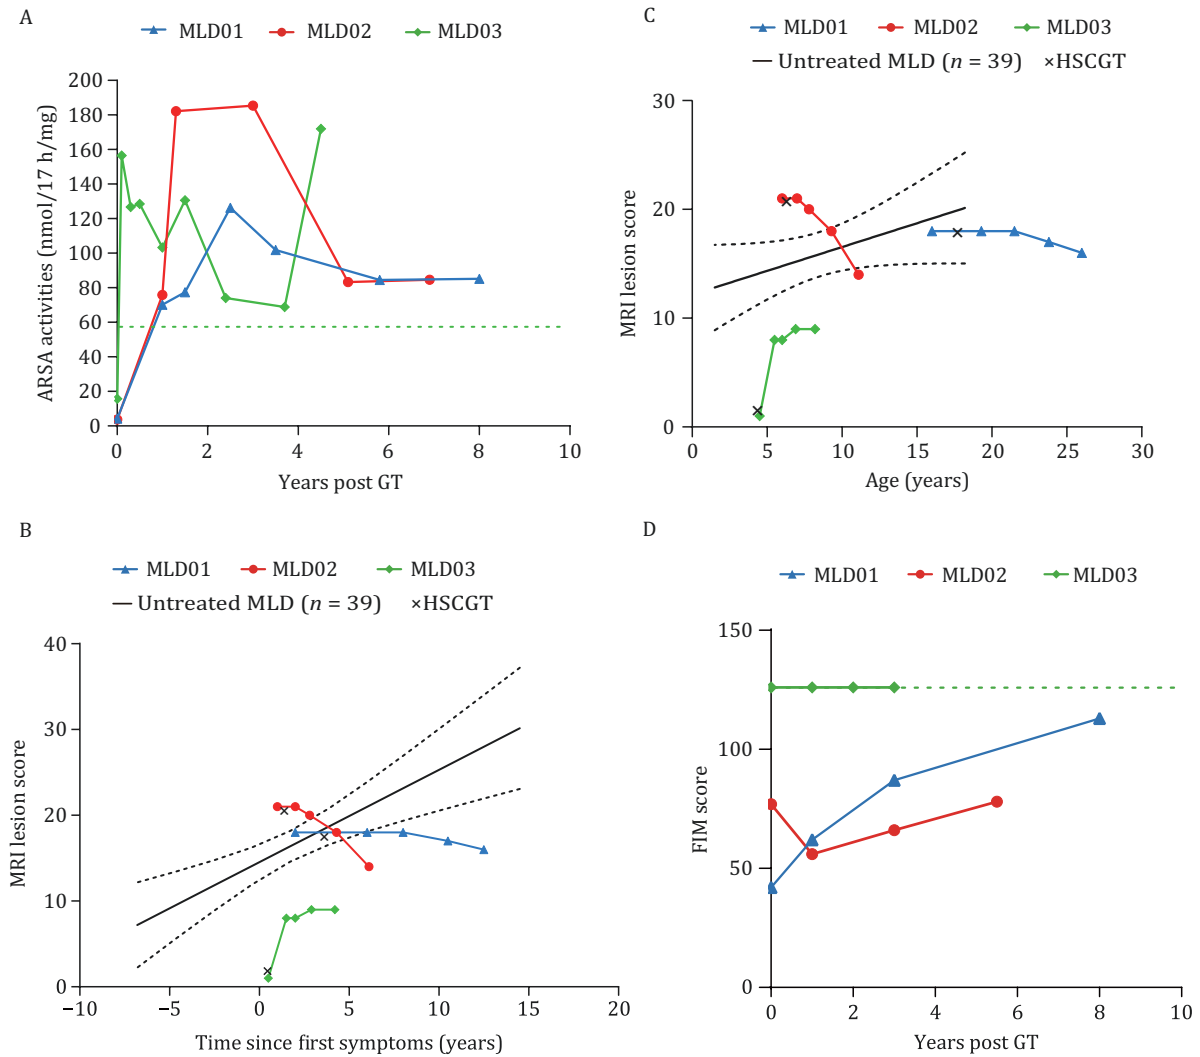 A
MLD01 MLD02 MLD03
ARSA activities (nmol/17 h/mg)
200
180
160
140
120
100
80
60
40
20
0
0 2 4 6 8 10
Years post GT
C
MLD01 MLD02 MLD03
Untreated MLD (n = 39) ×HSCGT
MRI lesion score
30
20
10
0
0 5 10 15 20 25 30
Age (years)
B
MLD01 MLD02 MLD03
Untreated MLD (n = 39) ×HSCGT
MRI lesion score
40
30
20
10
0
−10 −5 0 5 10 15 20
Time since first symptoms (years)
D
MLD01 MLD02 MLD03
FIM score
150
100
50
0
0 2 4 6 8 10
Years post GT